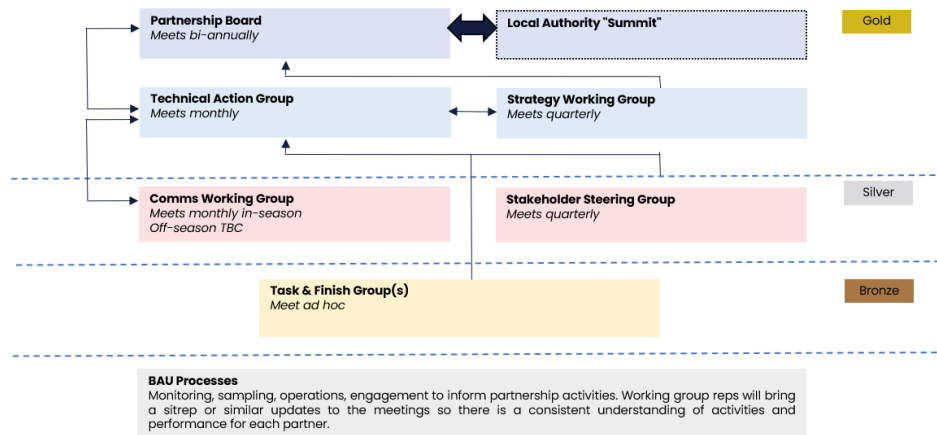 Partnership Board
Meets bi-annually
Local Authority "Summit"
Gold
Technical Action Group
Meets monthly
Strategy Working Group
Meets quarterly
Silver
Comms Working Group
Meets monthly in-season
Off-season TBC
Stakeholder Steering Group
Meets quarterly
Bronze
Task & Finish Group(s)
Meet ad hoc
BAU Processes
Monitoring, sampling, operations, engagement to inform partnership activities. Working group reps will bring
a sitrep or similar updates to the meetings so there is a consistent understanding of activities and
performance for each partner.